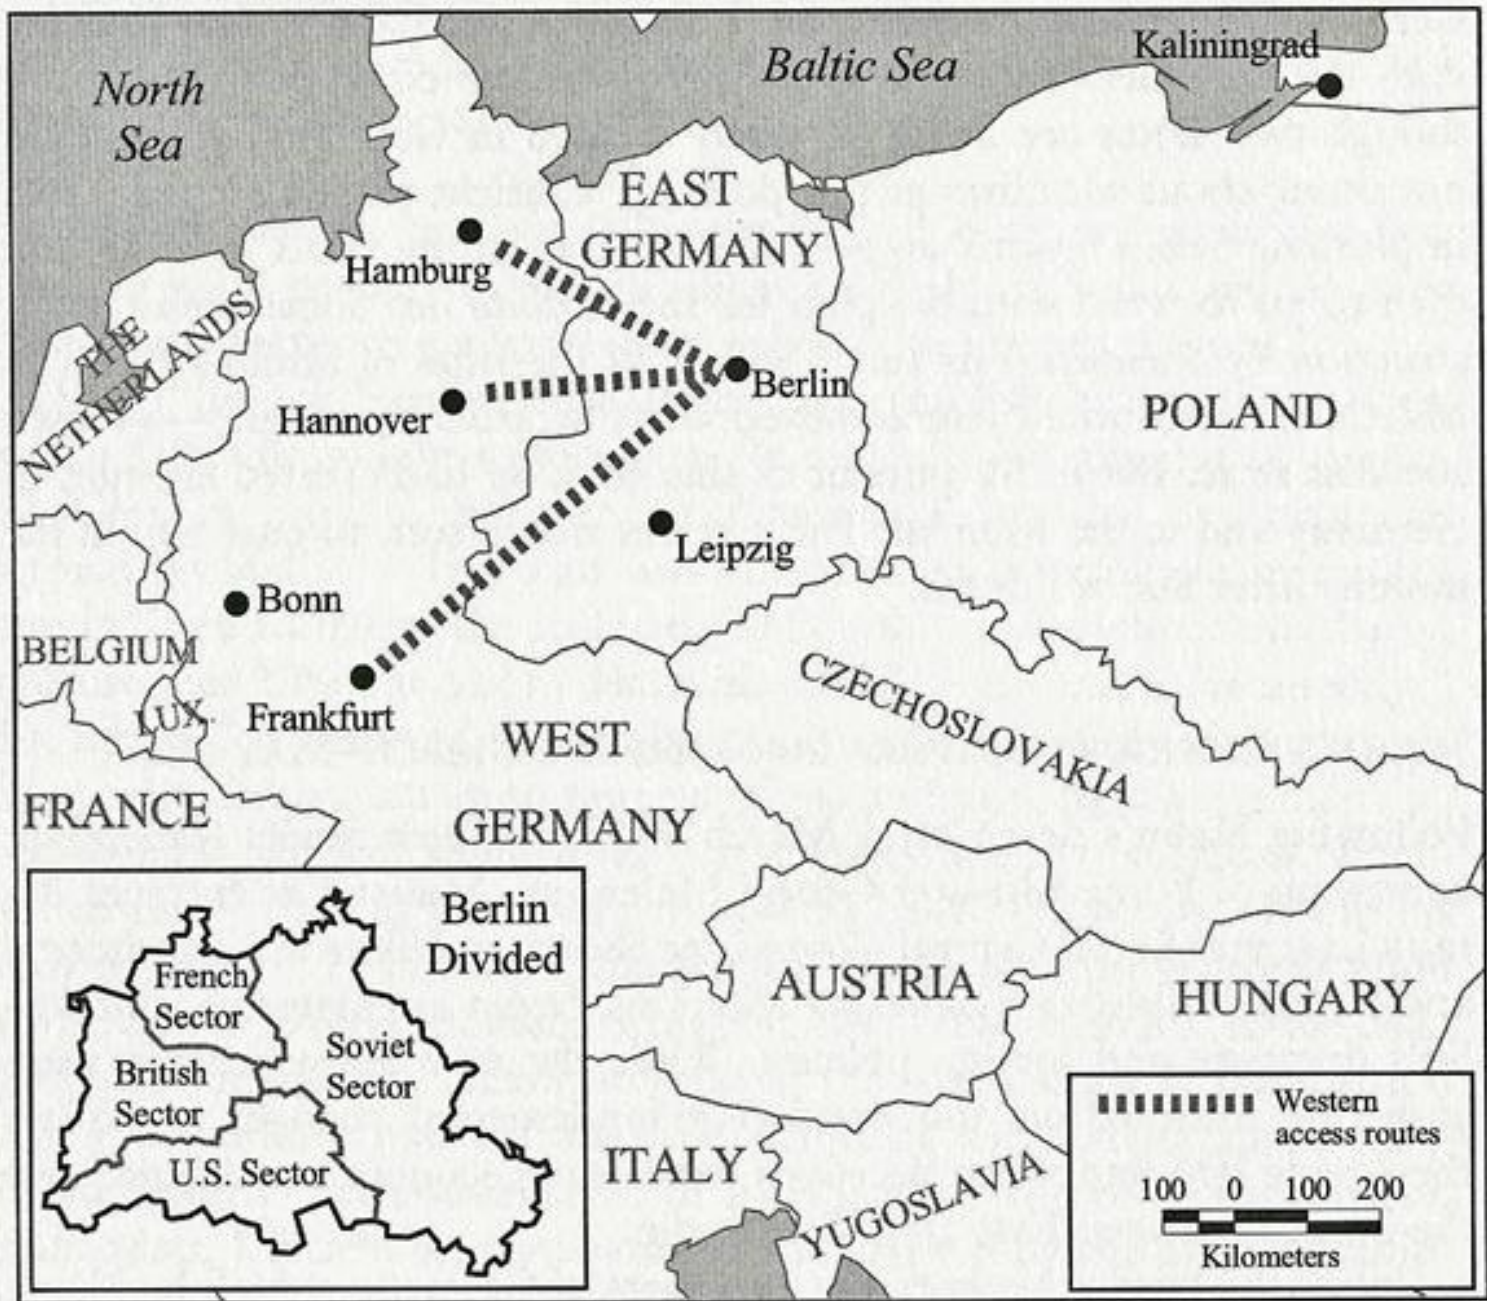 North
Sea
Baltic Sea
Kaliningrad
EAST
GERMANY
Hamburg
THE
NETHERLANDS
Berlin
Hannover
POLAND
Leipzig
Bonn
BELGIUM
LUX.
Frankfurt
CZECHOSLOVAKIA
WEST
GERMANY
FRANCE
AUSTRIA
HUNGARY
ITALY
YUGOSLAVIA
Berlin
Divided
French
Sector
Soviet
Sector
British
Sector
U.S. Sector
Western
access routes
100 0 100 200
Kilometers